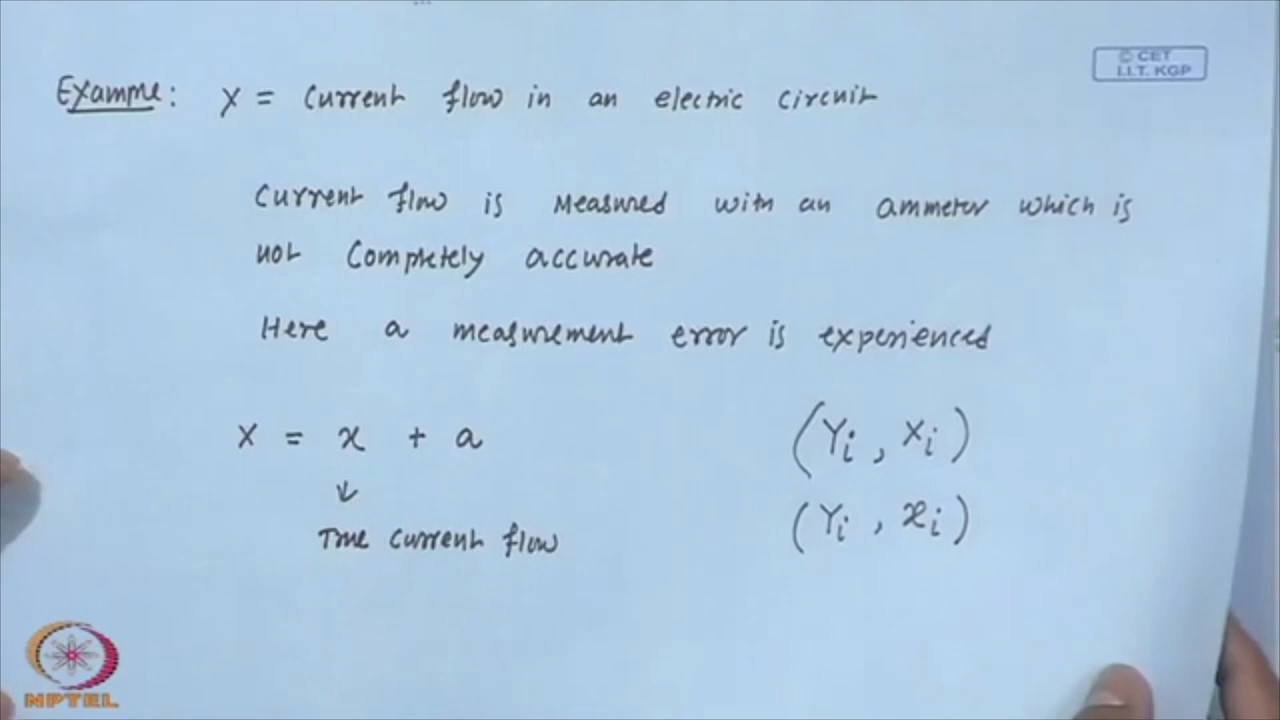 © CET
I.I.T. KGP
Example: X = Current flow in an electric circuit
Current flow is measured with an ammeter which is
not completely accurate
Here a measurement error is experienced
X = x + a
↓
True current flow
(Yi, Xi)
(Yi, xi)
NPTEL